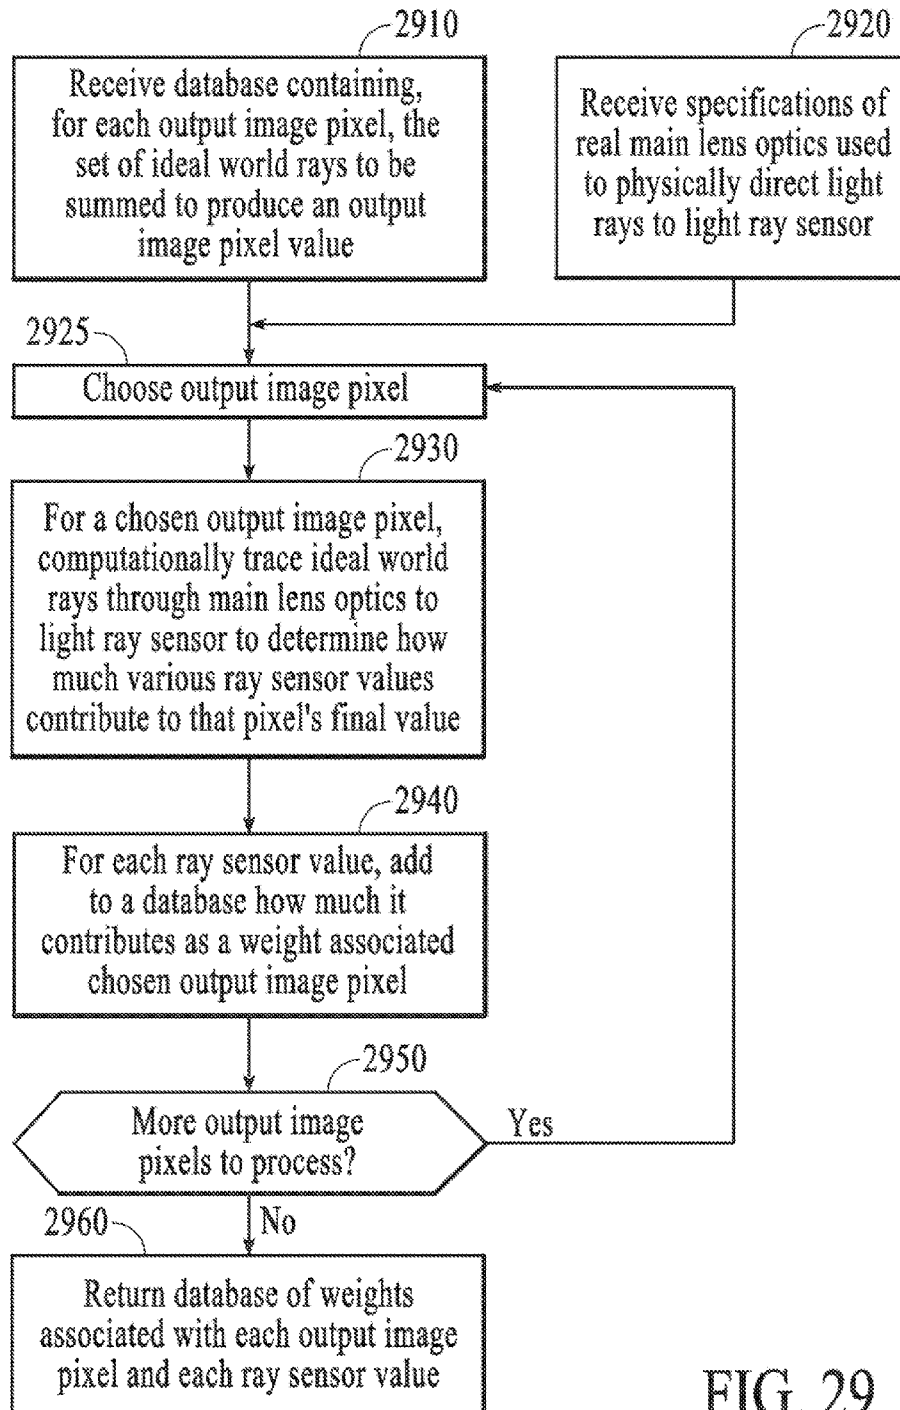 2910
Receive database containing,
for each output image pixel, the
set of ideal world rays to be
summed to produce an output
image pixel value
2920
Receive specifications of
real main lens optics used
to physically direct light
rays to light ray sensor
2925
Choose output image pixel
2930
For a chosen output image pixel,
computationally trace ideal world
rays through main lens optics to
light ray sensor to determine how
much various ray sensor values
contribute to that pixel's final value
2940
For each ray sensor value, add
to a database how much it
contributes as a weight associated
chosen output image pixel
2950
More output image
pixels to process?
Yes
No
2960
Return database of weights
associated with each output image
pixel and each ray sensor value
FIG. 29